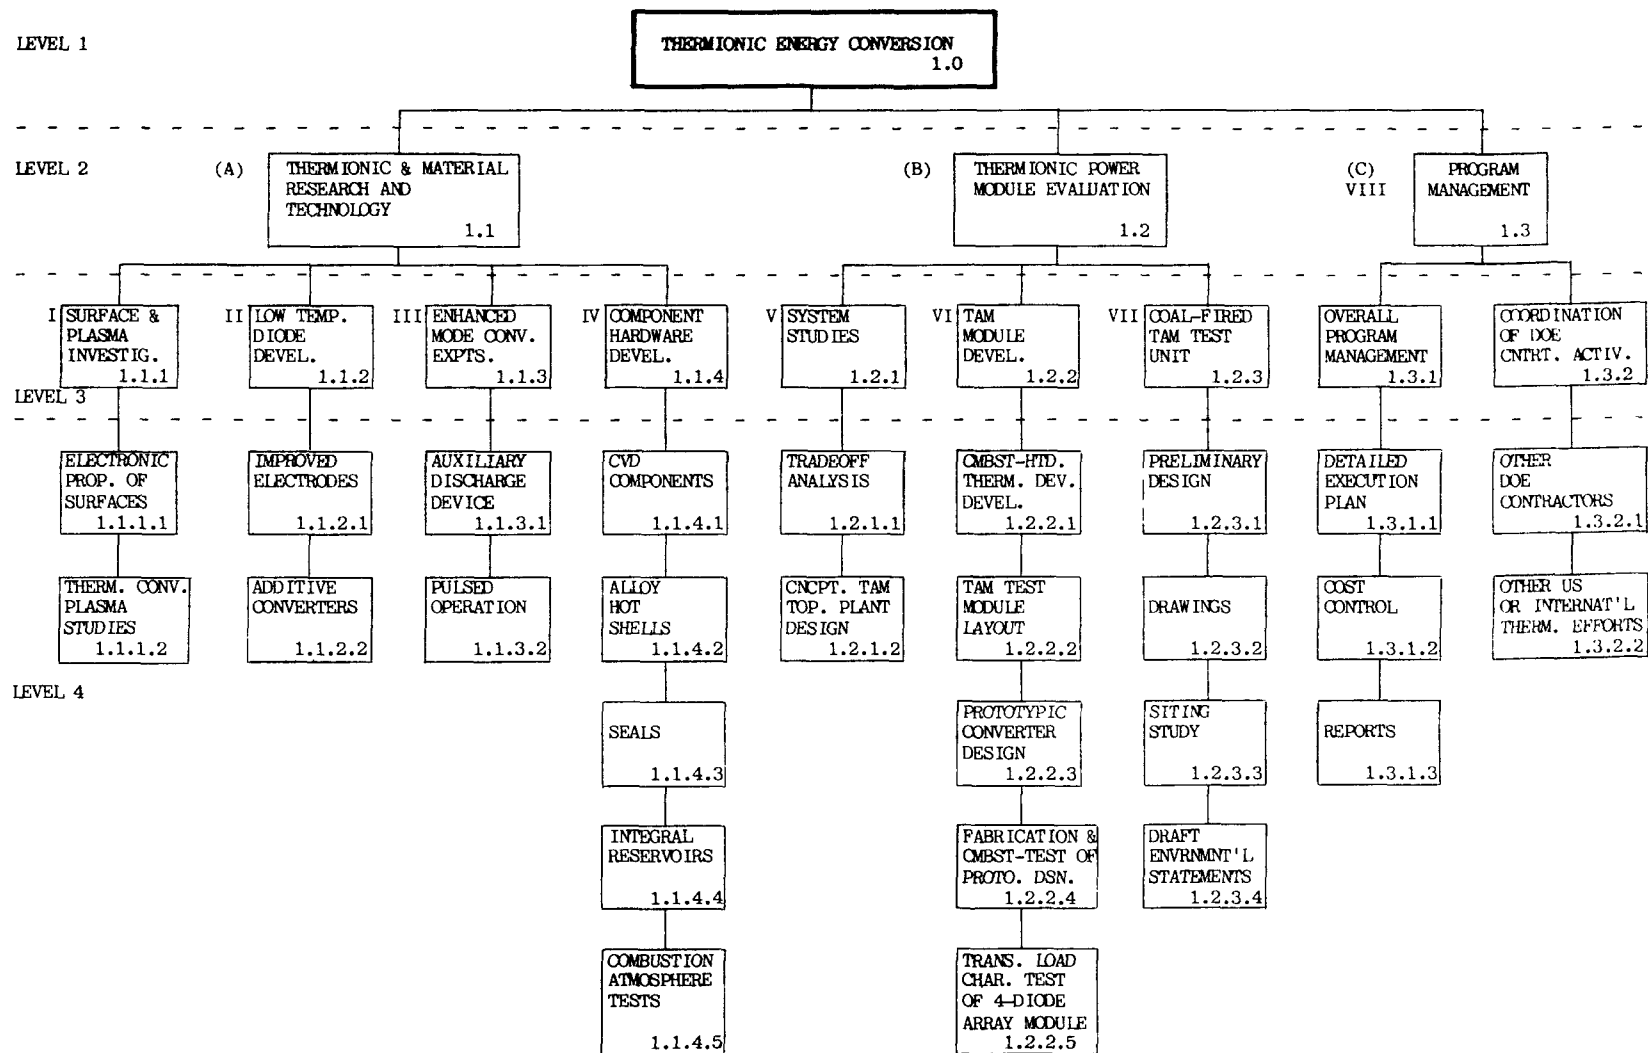 LEVEL 1
THERMIONIC ENERGY CONVERSION
1.0
LEVEL 2
(A)
THERMIONIC & MATERIAL
RESEARCH AND
TECHNOLOGY
1.1
(B)
THERMIONIC POWER
MODULE EVALUATION
1.2
(C)
VIII
PROGRAM
MANAGEMENT
1.3
LEVEL 3
I
SURFACE &
PLASMA
INVESTIG.
1.1.1
II
LOW TEMP.
DIODE
DEVEL.
1.1.2
III
ENHANCED
MODE CONV.
EXPTS.
1.1.3
IV
COMPONENT
HARDWARE
DEVEL.
1.1.4
V
SYSTEM
STUDIES
1.2.1
VI
TAM
MODULE
DEVEL.
1.2.2
VII
COAL-FIRED
TAM TEST
UNIT
1.2.3
OVERALL
PROGRAM
MANAGEMENT
1.3.1
COORDINATION
OF DOE
CNTRT. ACTIV.
1.3.2
LEVEL 4
ELECTRONIC
PROP. OF
SURFACES
1.1.1.1
THERM. CONV.
PLASMA
STUDIES
1.1.1.2
IMPROVED
ELECTRODES
1.1.2.1
ADDITIVE
CONVERTERS
1.1.2.2
AUXILIARY
DISCHARGE
DEVICE
1.1.3.1
PULSED
OPERATION
1.1.3.2
CVD
COMPONENTS
1.1.4.1
ALLOY
HOT
SHELLS
1.1.4.2
SEALS
1.1.4.3
INTEGRAL
RESERVOIRS
1.1.4.4
COMBUSTION
ATMOSPHERE
TESTS
1.1.4.5
TRADEOFF
ANALYSIS
1.2.1.1
CNCPT. TAM
TOP. PLANT
DESIGN
1.2.1.2
CMBST-HTD.
THERM. DEV.
DEVEL.
1.2.2.1
TAM TEST
MODULE
LAYOUT
1.2.2.2
PROTOTYPIC
CONVERTER
DESIGN
1.2.2.3
FABRICATION &
CMBST-TEST OF
PROTO. DSN.
1.2.2.4
TRANS. LOAD
CHAR. TEST
OF 4-DIODE
ARRAY MODULE
1.2.2.5
PRELIMINARY
DESIGN
1.2.3.1
DRAWINGS
1.2.3.2
SITING
STUDY
1.2.3.3
DRAFT
ENVRNMNT'L
STATEMENTS
1.2.3.4
DETAILED
EXECUTION
PLAN
1.3.1.1
COST
CONTROL
1.3.1.2
REPORTS
1.3.1.3
OTHER
DOE
CONTRACTORS
1.3.2.1
OTHER US
OR INTERNAT'L
THERM. EFFORTS
1.3.2.2